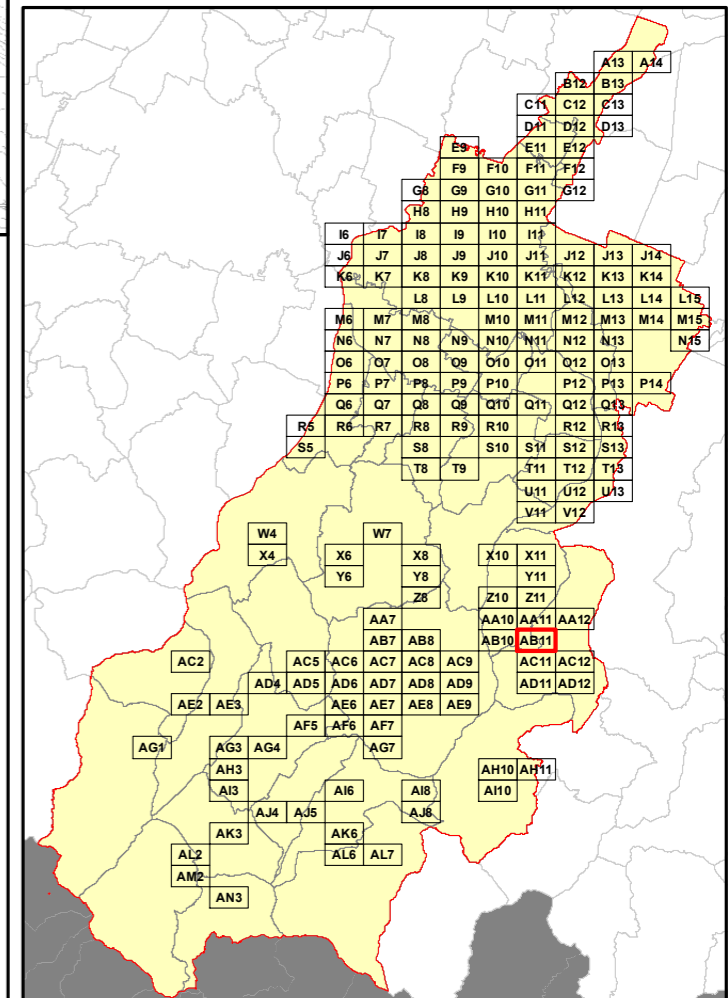 A13 A14
B12 B13
C11 C12 C13
D11 D12 D13
E9 E11 E12
F9 F10 F11 F12
G8 G9 G10 G11 G12
H8 H9 H10 H11
I6 I7 I8 I9 I10 I11
J6 J7 J8 J9 J10 J11 J12 J13 J14
K6 K7 K8 K9 K10 K11 K12 K13 K14
L8 L9 L10 L11 L12 L13 L14 L15
M6 M7 M8 M10 M11 M12 M13 M14 M15
N6 N7 N8 N9 N10 N11 N12 N13 N15
O6 O7 O8 O9 O10 O11 O12 O13
P6 P7 P8 P9 P10 P12 P13 P14
Q6 Q7 Q8 Q9 Q10 Q11 Q12 Q13
R5 R6 R7 R8 R9 R10 R12 R13
S5 S8 S10 S11 S12 S13
T8 T9 T11 T12 T13
U11 U12 U13
V11 V12
W4 W7
X4 X6 X8 X10 X11
Y6 Y8 Y11
Z8 Z10 Z11
AA7 AA10 AA11 AA12
AB7 AB8 AB10 AB11
AC2 AC5 AC6 AC7 AC8 AC9 AC11 AC12
AD4 AD5 AD6 AD7 AD8 AD9 AD11 AD12
AE2 AE3 AE6 AE7 AE8 AE9
AF5 AF6 AF7
AG1 AG3 AG4 AG7
AH3 AH10 AH11
AI3 AI6 AI8 AI10
AJ4 AJ5 AJ8
AK3 AK6
AL2 AL6 AL7
AM2
AN3